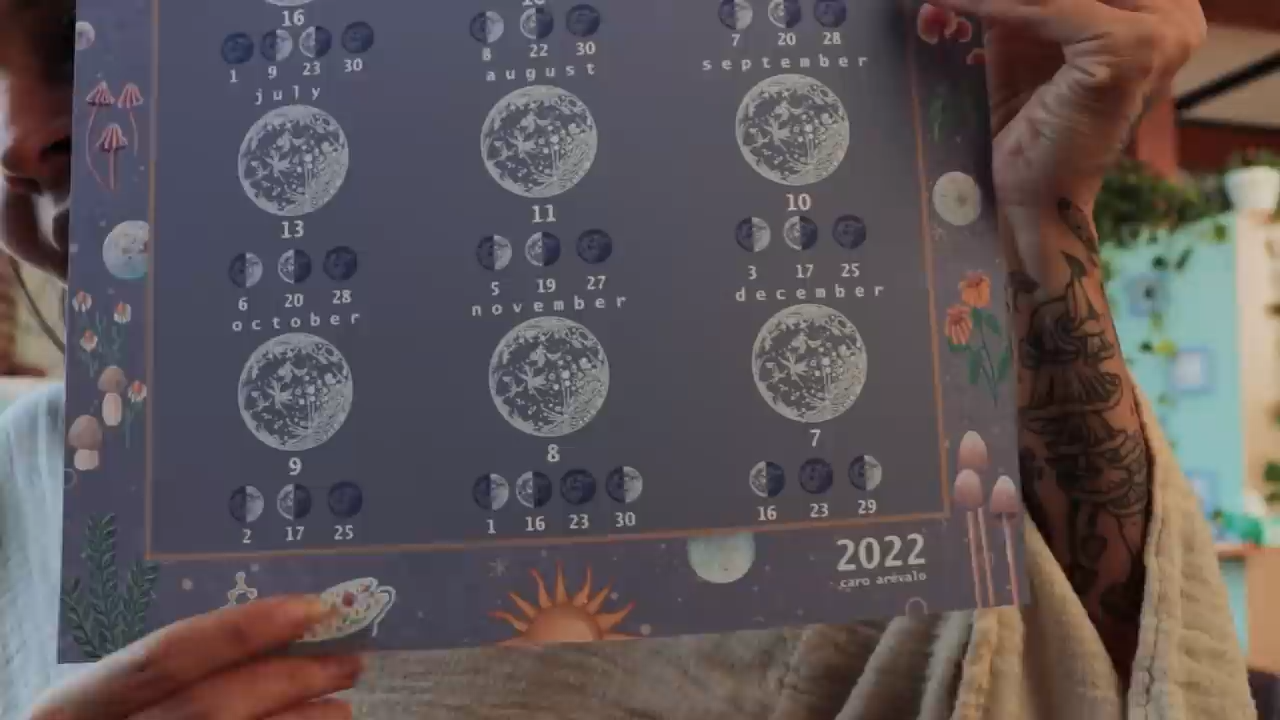 16
1 9 23 30
8 22 30
7 20 28
july
august
september
13
11
10
6 20 28
5 19 27
3 17 25
october
november
december
9
8
7
2 17 25
1 16 23 30
16 23 29
2022
caro arévalo